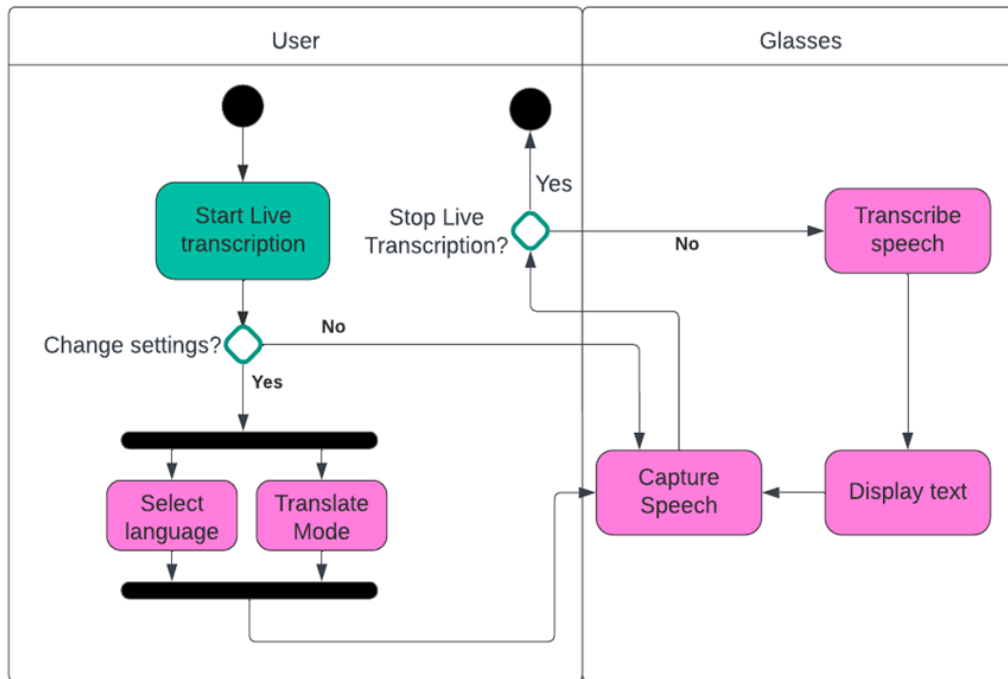 User
Glasses
Start Live
transcription
Stop Live
Transcription?
Yes
No
Transcribe
speech
Change settings?
No
Yes
Select
language
Translate
Mode
Capture
Speech
Display text